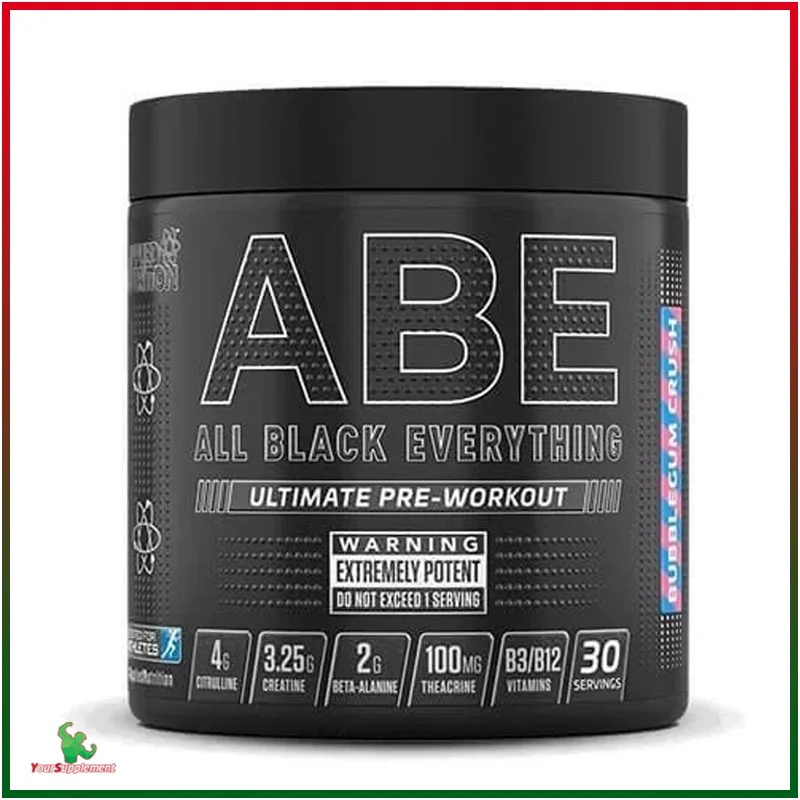 ABE
ALL BLACK EVERYTHING
ULTIMATE PRE-WORKOUT
WARNING
EXTREMELY POTENT
DO NOT EXCEED 1 SERVING
BUBBLEGUM CRUSH
4G
CITRULLINE
3.25G
CREATINE
2G
BETA-ALANINE
100MG
THEACRINE
B3/B12
VITAMINS
30
SERVINGS
YourSupplement